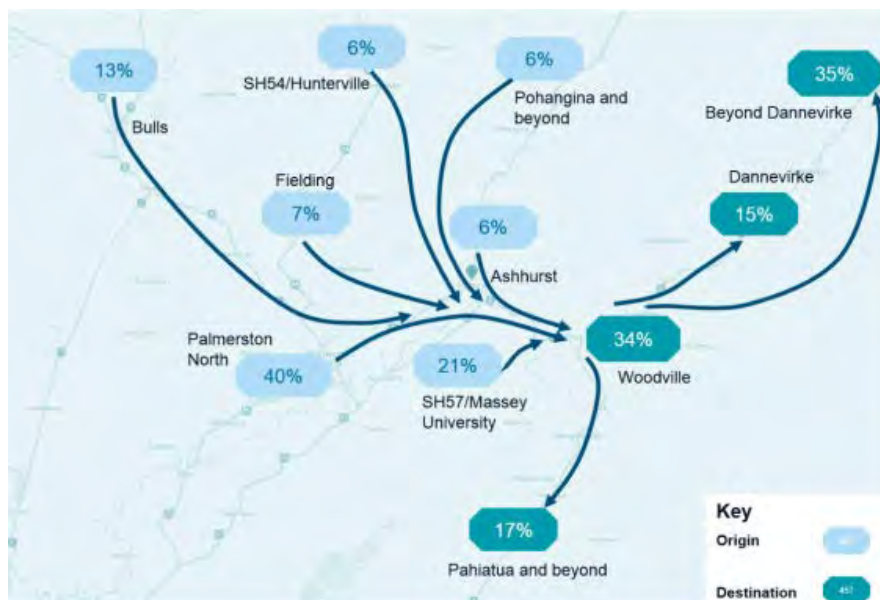 13%
6%
6%
35%
SH54/Hunterville
Pohangina and
beyond
Beyond Dannevirke
Bulls
Fielding
Dannevirke
7%
6%
15%
Ashhurst
Palmerston
North
34%
40%
21%
Woodville
SH57/Massey
University
Key
17%
Origin
Pahiatua and beyond
Destination